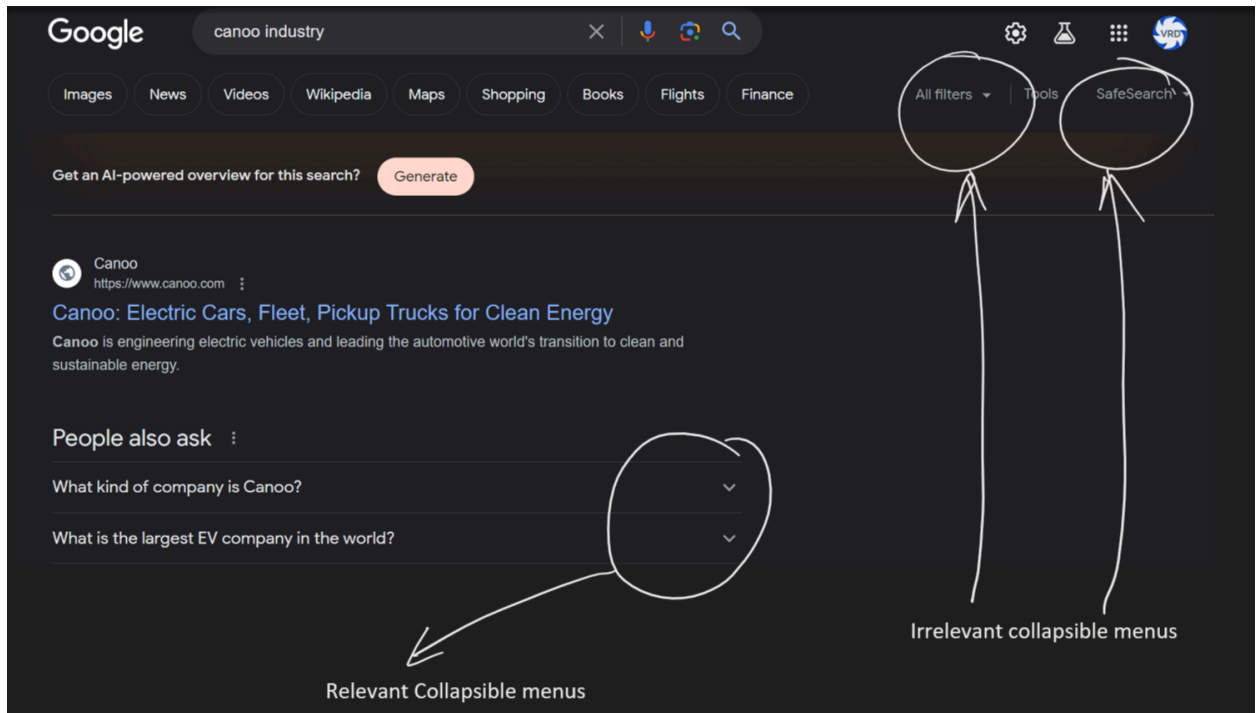 Google
canoo industry
VRD
Images News Videos Wikipedia Maps Shopping Books Flights Finance All filters Tools SafeSearch
Get an AI-powered overview for this search? Generate
Canoo
https://www.canoo.com
Canoo: Electric Cars, Fleet, Pickup Trucks for Clean Energy
Canoo is engineering electric vehicles and leading the automotive world's transition to clean and
sustainable energy.
People also ask
What kind of company is Canoo?
What is the largest EV company in the world?
Irrelevant collapsible menus
Relevant Collapsible menus